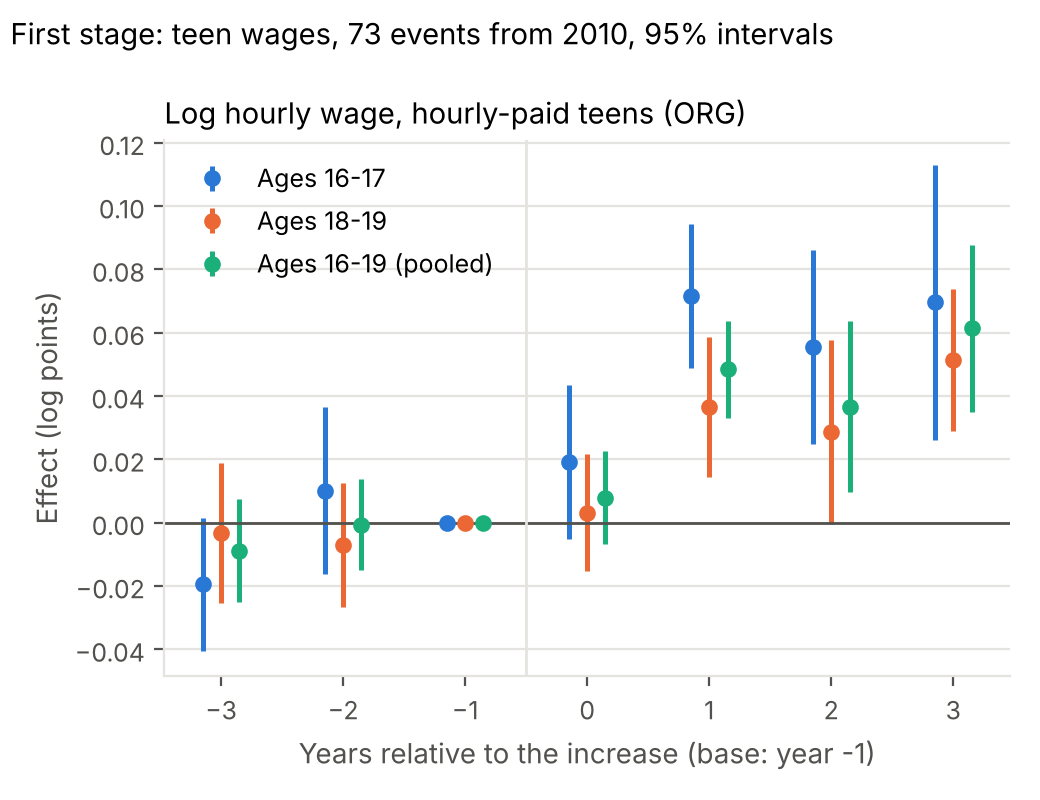 First stage: teen wages, 73 events from 2010, 95% intervals
Log hourly wage, hourly-paid teens (ORG)
Ages 16-17
Ages 18-19
Ages 16-19 (pooled)
Effect (log points)
0.12
0.10
0.08
0.06
0.04
0.02
0.00
−0.02
−0.04
−3 −2 −1 0 1 2 3
Years relative to the increase (base: year -1)